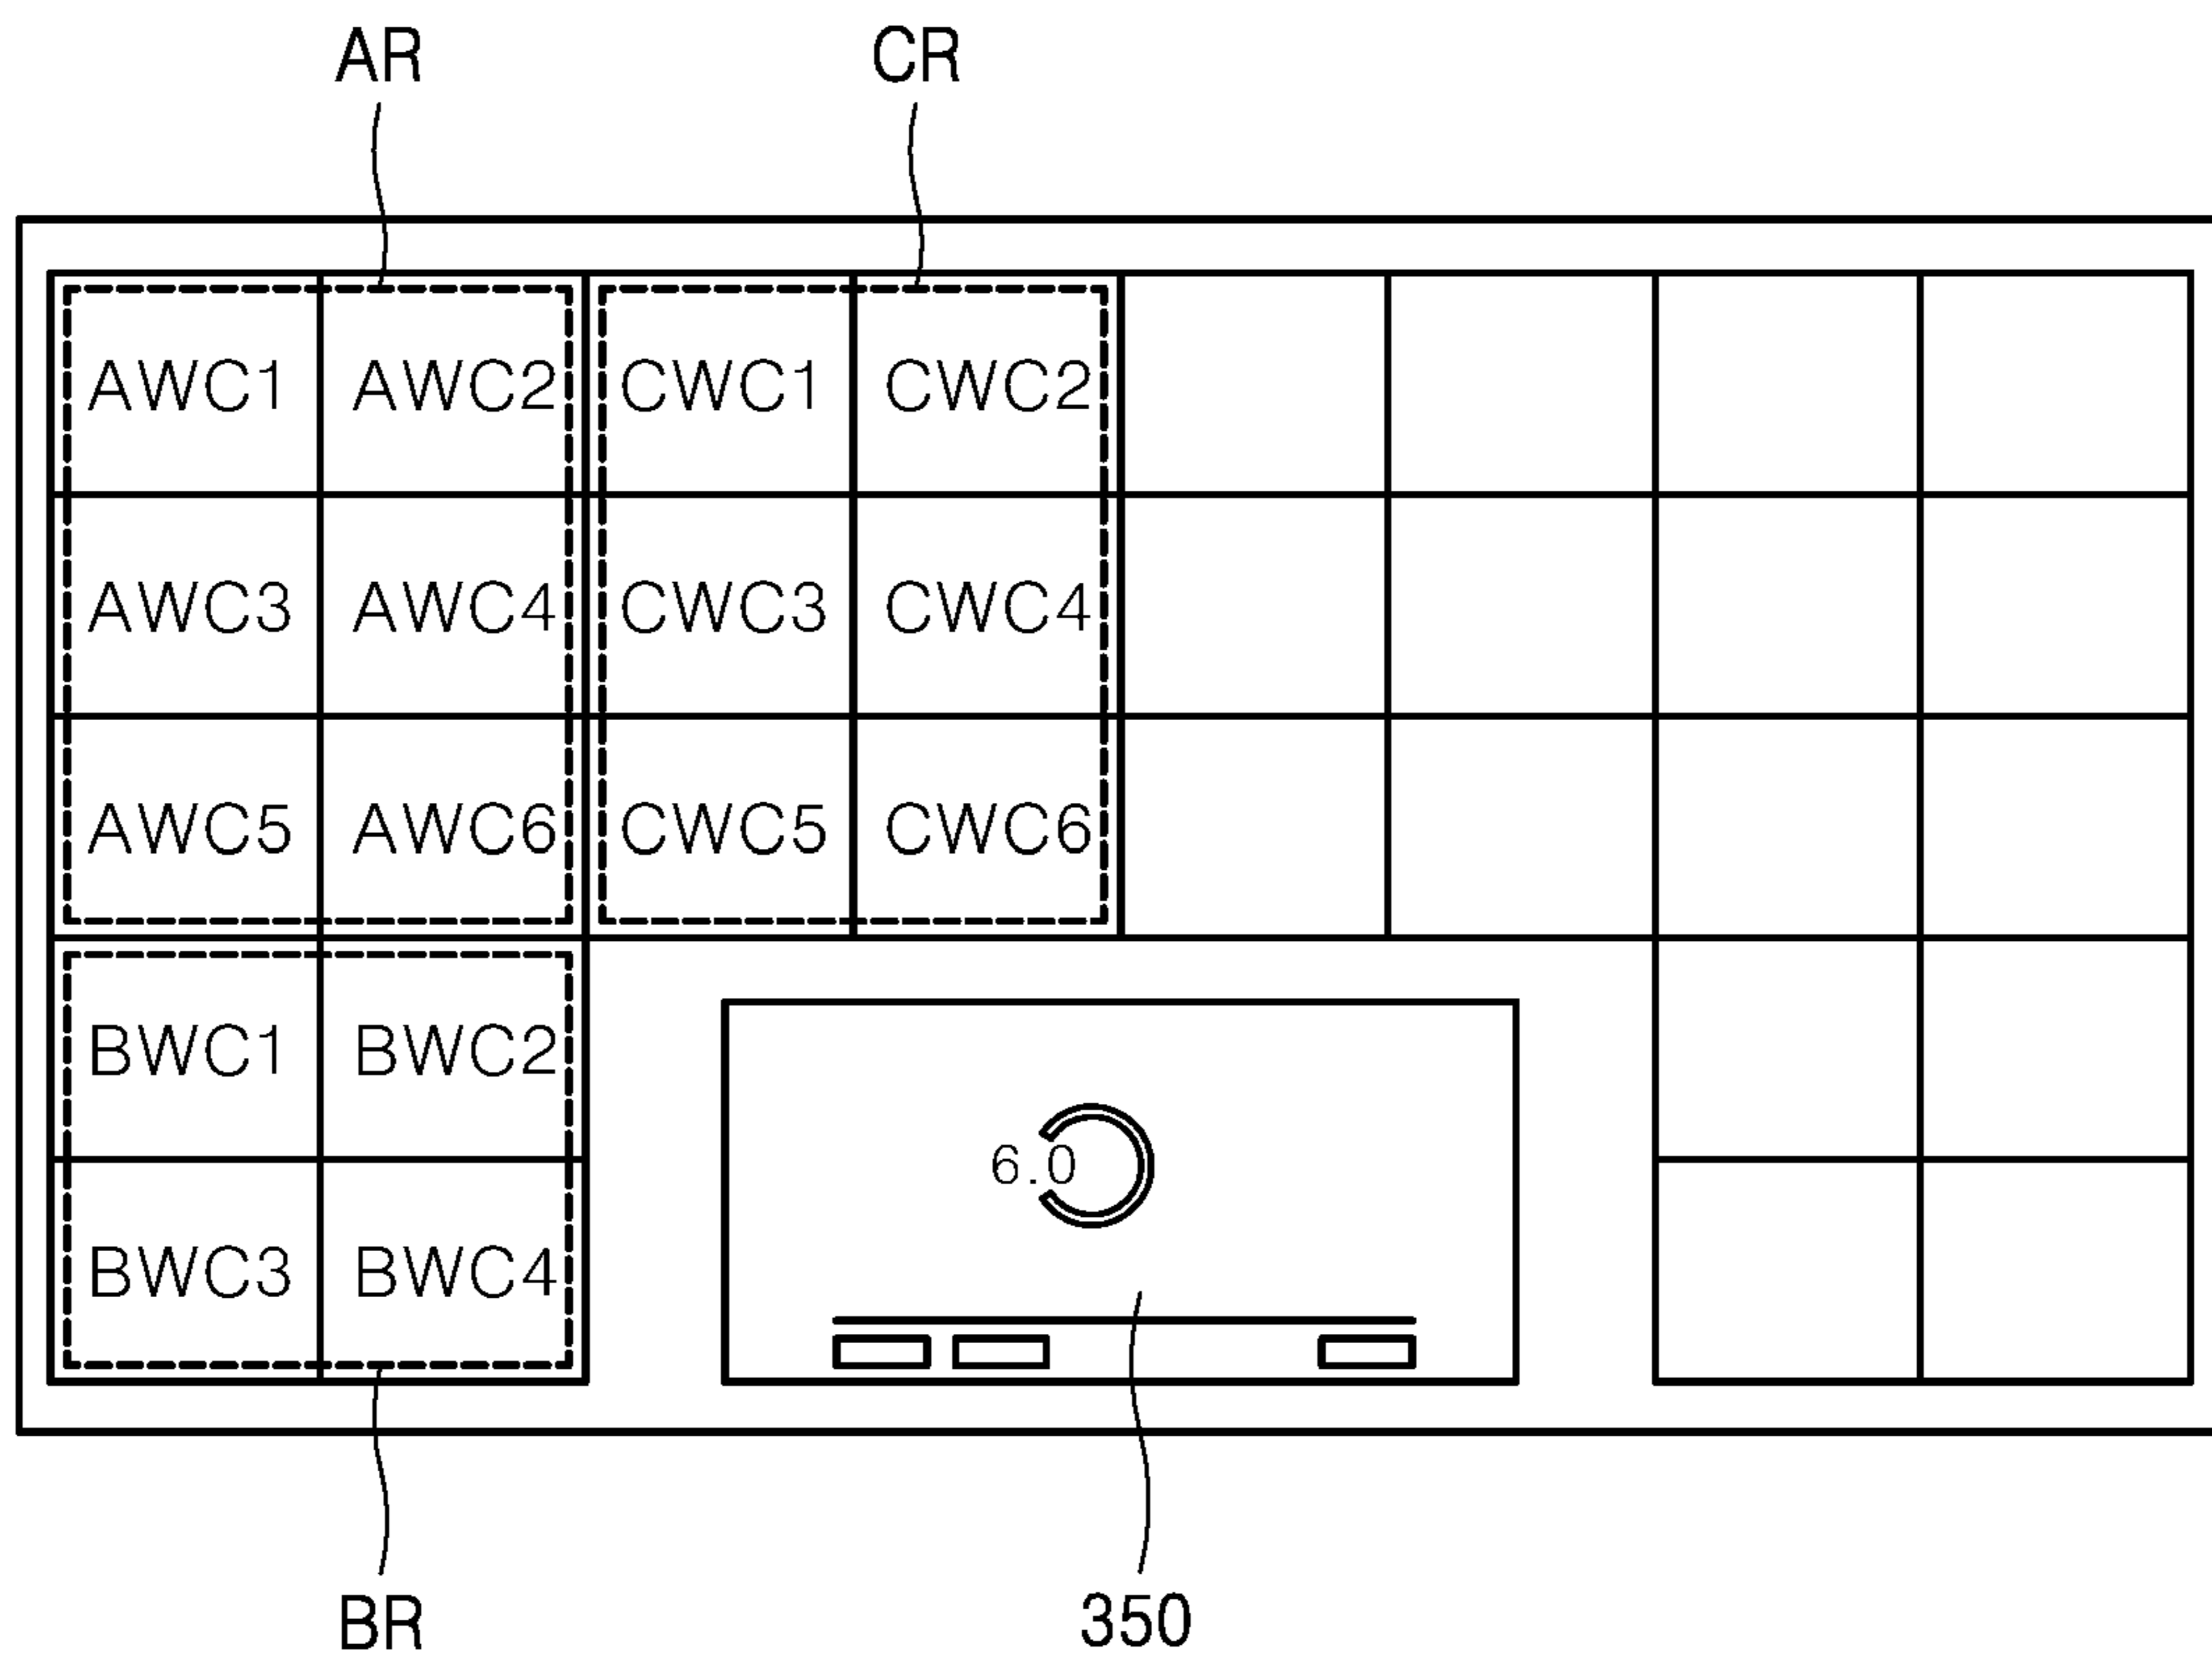 AR CR
AWC1 AWC2 CWC1 CWC2
AWC3 AWC4 CWC3 CWC4
AWC5 AWC6 CWC5 CWC6
BWC1 BWC2
6.0
BWC3 BWC4
BR 350